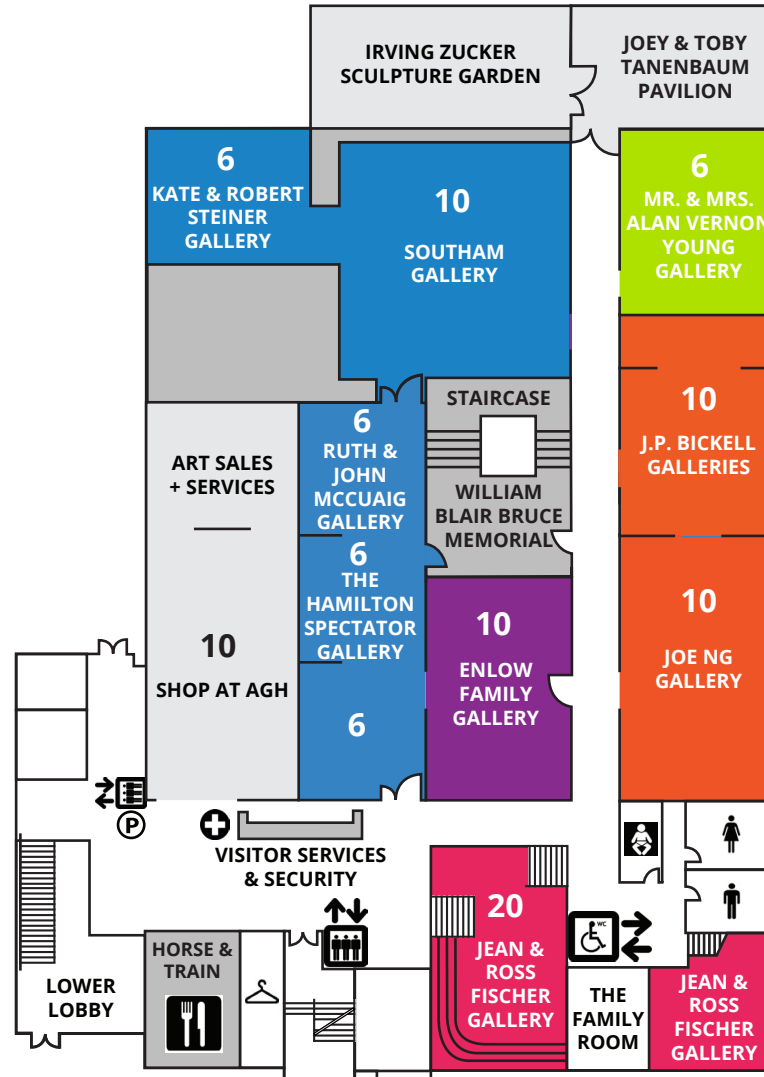 IRVING ZUCKER
SCULPTURE GARDEN
JOEY & TOBY
TANENBAUM
PAVILION
6
KATE & ROBERT
STEINER
GALLERY
10
SOUTHAM
GALLERY
6
MR. & MRS.
ALAN VERNON
YOUNG
GALLERY
STAIRCASE
WILLIAM
BLAIR BRUCE
MEMORIAL
10
J.P. BICKELL
GALLERIES
ART SALES
+ SERVICES
6
RUTH &
JOHN
MCCUAIG
GALLERY
6
THE
HAMILTON
SPECTATOR
GALLERY
10
SHOP AT AGH
6
10
ENLOW
FAMILY
GALLERY
10
JOE NG
GALLERY
P
VISITOR SERVICES
& SECURITY
20
JEAN &
ROSS
FISCHER
GALLERY
WC
HORSE &
TRAIN
LOWER
LOBBY
THE
FAMILY
ROOM
JEAN &
ROSS
FISCHER
GALLERY